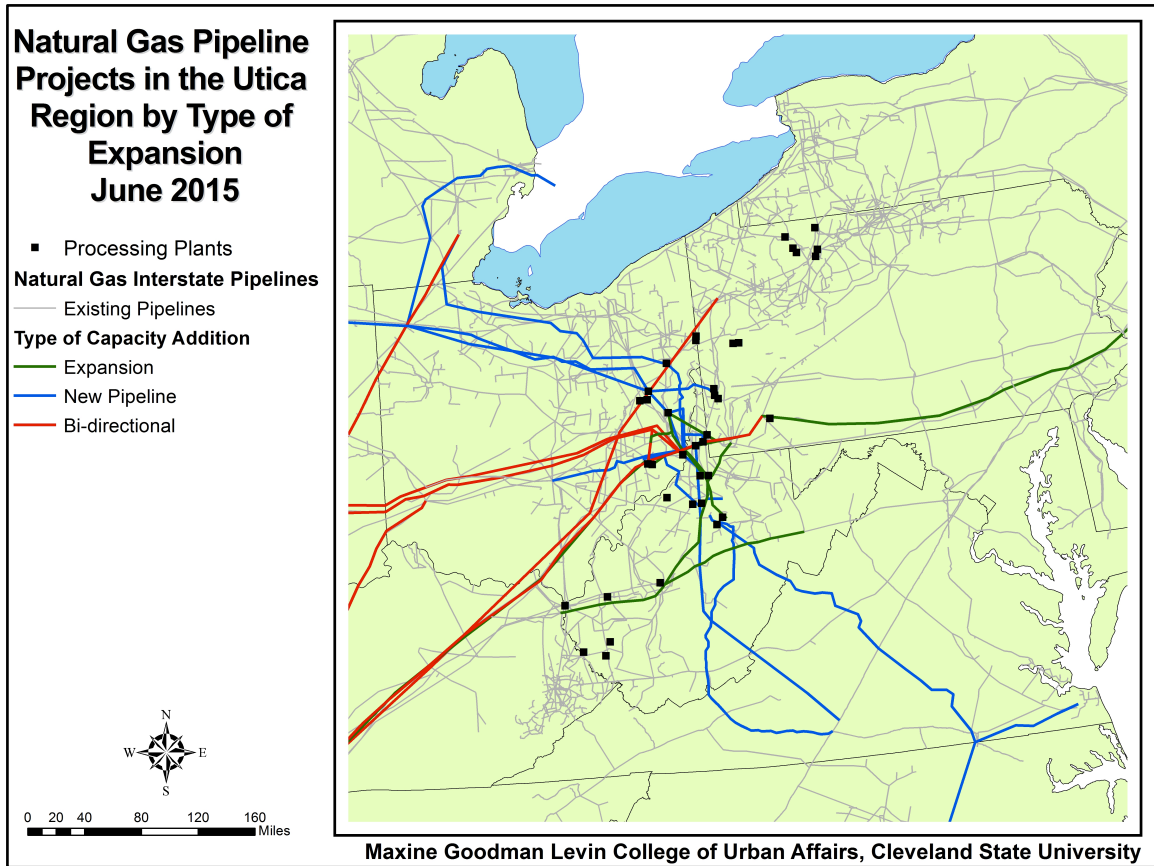 Natural Gas Pipeline
Projects in the Utica
Region by Type of
Expansion
June 2015
Processing Plants
Natural Gas Interstate Pipelines
Existing Pipelines
Type of Capacity Addition
Expansion
New Pipeline
Bi-directional
N
W E
S
0 20 40 80 120 160
Miles
Maxine Goodman Levin College of Urban Affairs, Cleveland State University